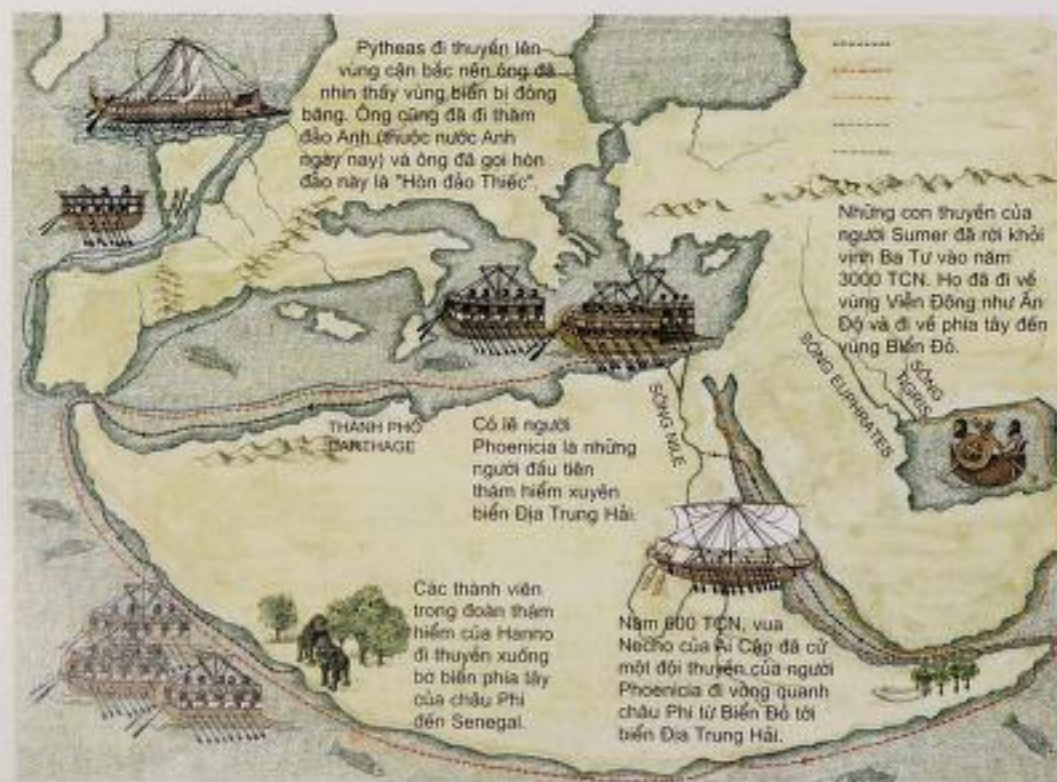 Pytheas đi thuyền lên
vùng cận bắc nên ông đã
nhìn thấy vùng biển bị đóng
băng. Ông cũng đã đi thăm
đảo Anh (thuộc nước Anh
ngày nay) và ông đã gọi hòn
đảo này là "Hòn đảo Thiếc".
Những con thuyền của
người Sumer đã rời khỏi
vịnh Ba Tư vào năm
3000 TCN. Họ đã đi về
vùng Viễn Đông như Ấn
Độ và đi về phía tây đến
vùng Biển Đỏ.
SÔNG EUPHRATES
SÔNG
TIGRIS
SÔNG NILE
THÀNH PHỐ
CARTHAGE
Có lẽ người
Phoenicia là những
người đầu tiên
thám hiểm xuyên
biển Địa Trung Hải.
Các thành viên
trong đoàn thám
hiểm của Hanno
đi thuyền xuống
bờ biển phía tây
của châu Phi
đến Senegal.
Năm 600 TCN, vua
Necho của Ai Cập đã cử
một đội thuyền của người
Phoenicia đi vòng quanh
châu Phi từ Biển Đỏ tới
biển Địa Trung Hải.